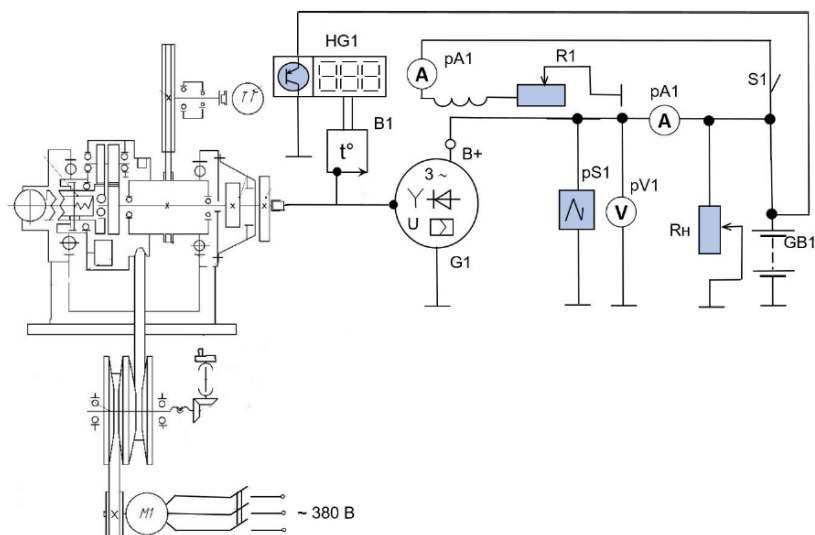 HG1
pA1
A
R1
S1
pA1
A
B1
t°
B+
3 ~
U
G1
pS1
pV1
V
Rн
GB1
M1
~ 380 В